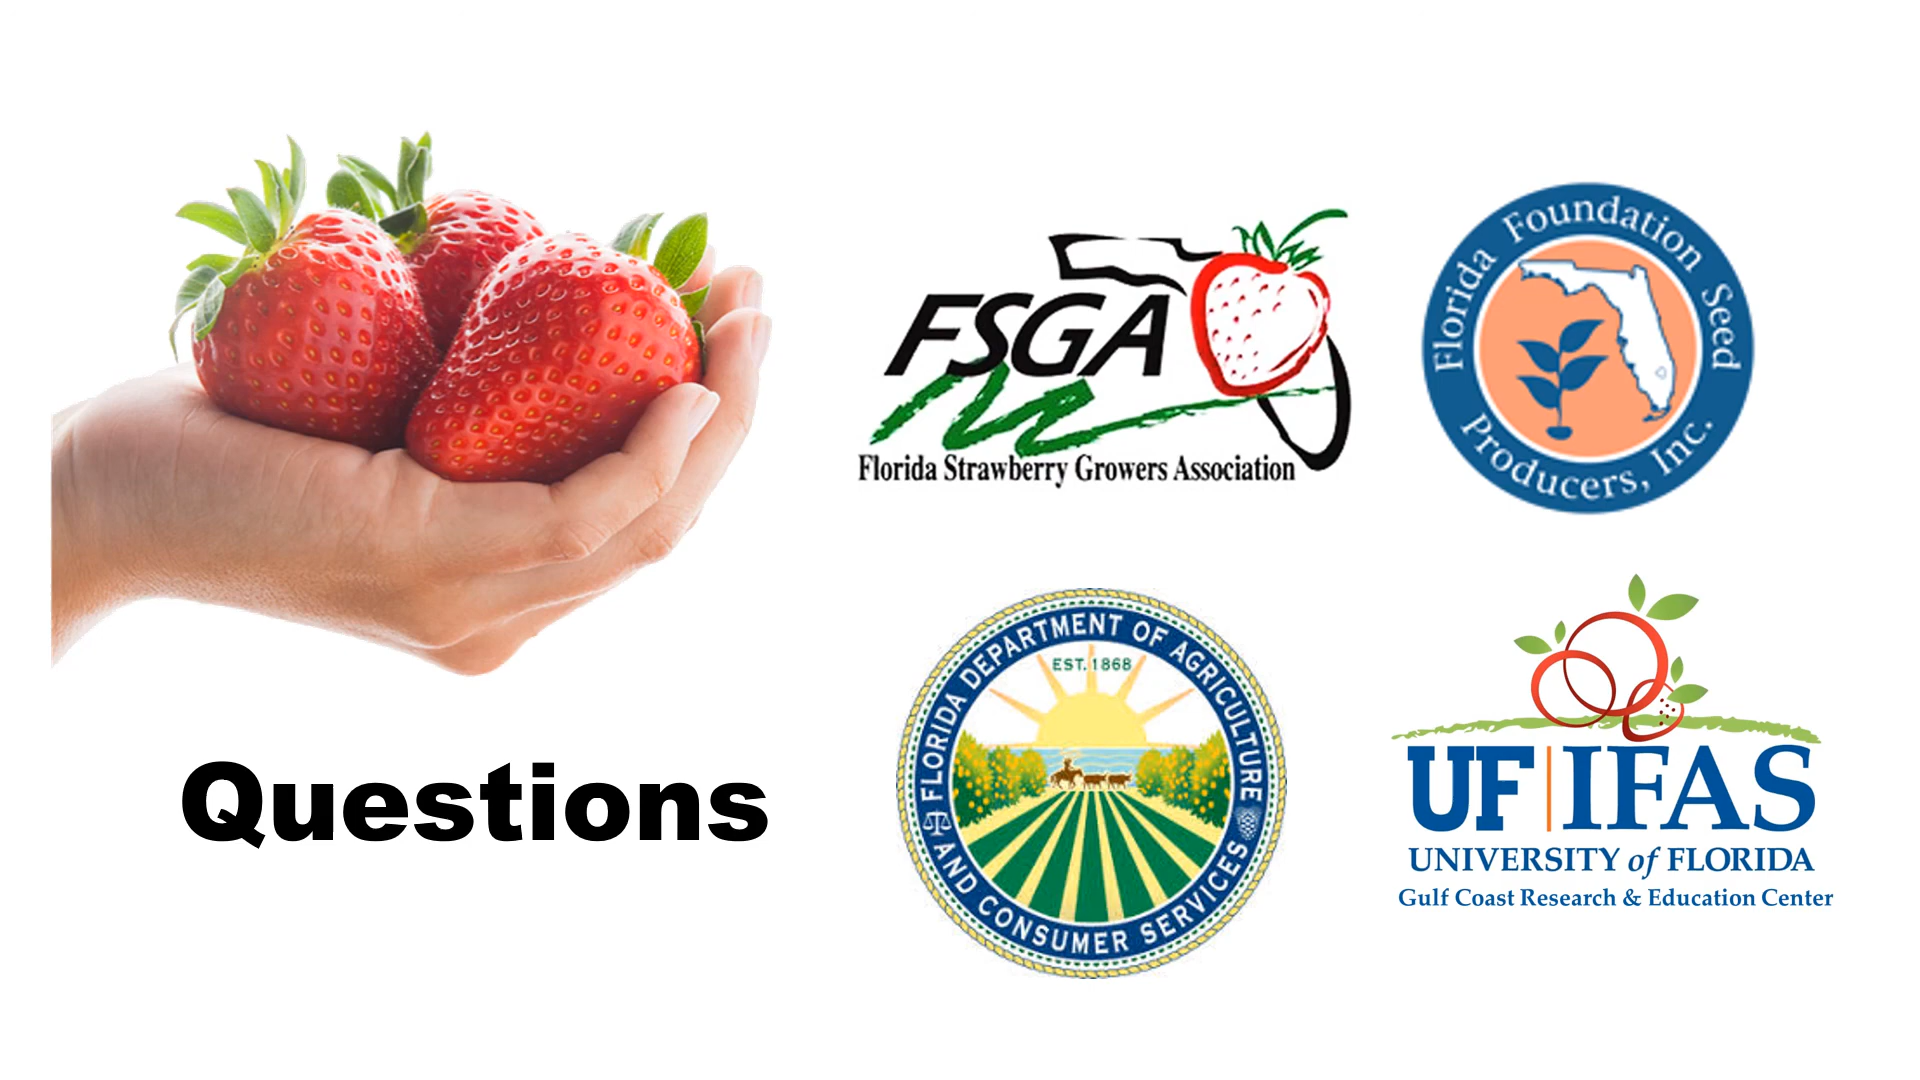 FSGA
Florida Strawberry Growers Association
Florida Foundation Seed
Producers, Inc.
FLORIDA DEPARTMENT OF AGRICULTURE
AND CONSUMER SERVICES
EST. 1868
UF|IFAS
UNIVERSITY of FLORIDA
Gulf Coast Research & Education Center
Questions